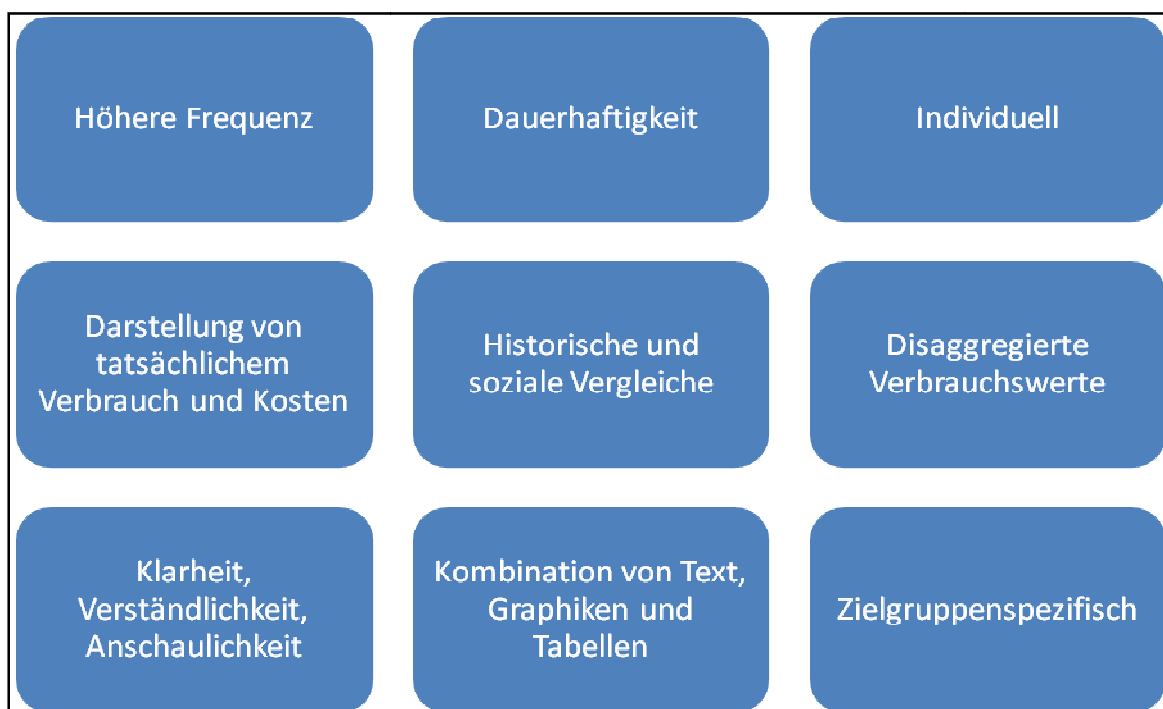 Höhere Frequenz
Dauerhaftigkeit
Individuell
Darstellung von
tatsächlichem
Verbrauch und Kosten
Historische und
soziale Vergleiche
Disaggregierte
Verbrauchswerte
Klarheit,
Verständlichkeit,
Anschaulichkeit
Kombination von Text,
Graphiken und
Tabellen
Zielgruppenspezifisch